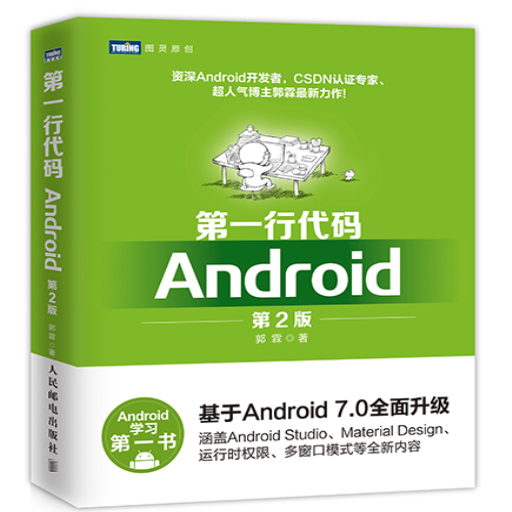 TURING 图灵原创
资深Android开发者，CSDN认证专家、
超人气博主郭霖最新力作！
第一行代码
Android
第2版
郭霖◎著
Android
学习
第一书
基于Android 7.0全面升级
涵盖Android Studio、Material Design、
运行时权限、多窗口模式等全新内容
TURING
第一行代码 Android 第2版 郭霖◎著 人民邮电出版社